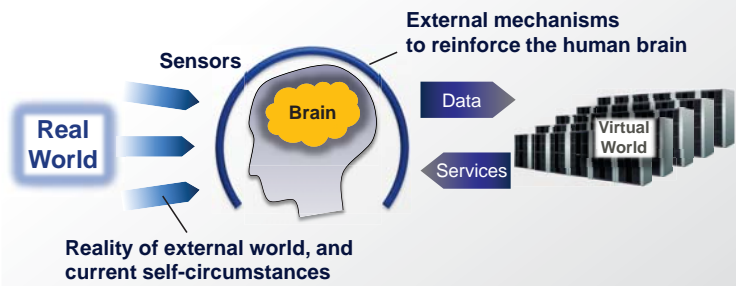 External mechanisms
to reinforce the human brain
Sensors
Real
World
Brain
Data
Services
Virtual
World
Reality of external world, and
current self-circumstances